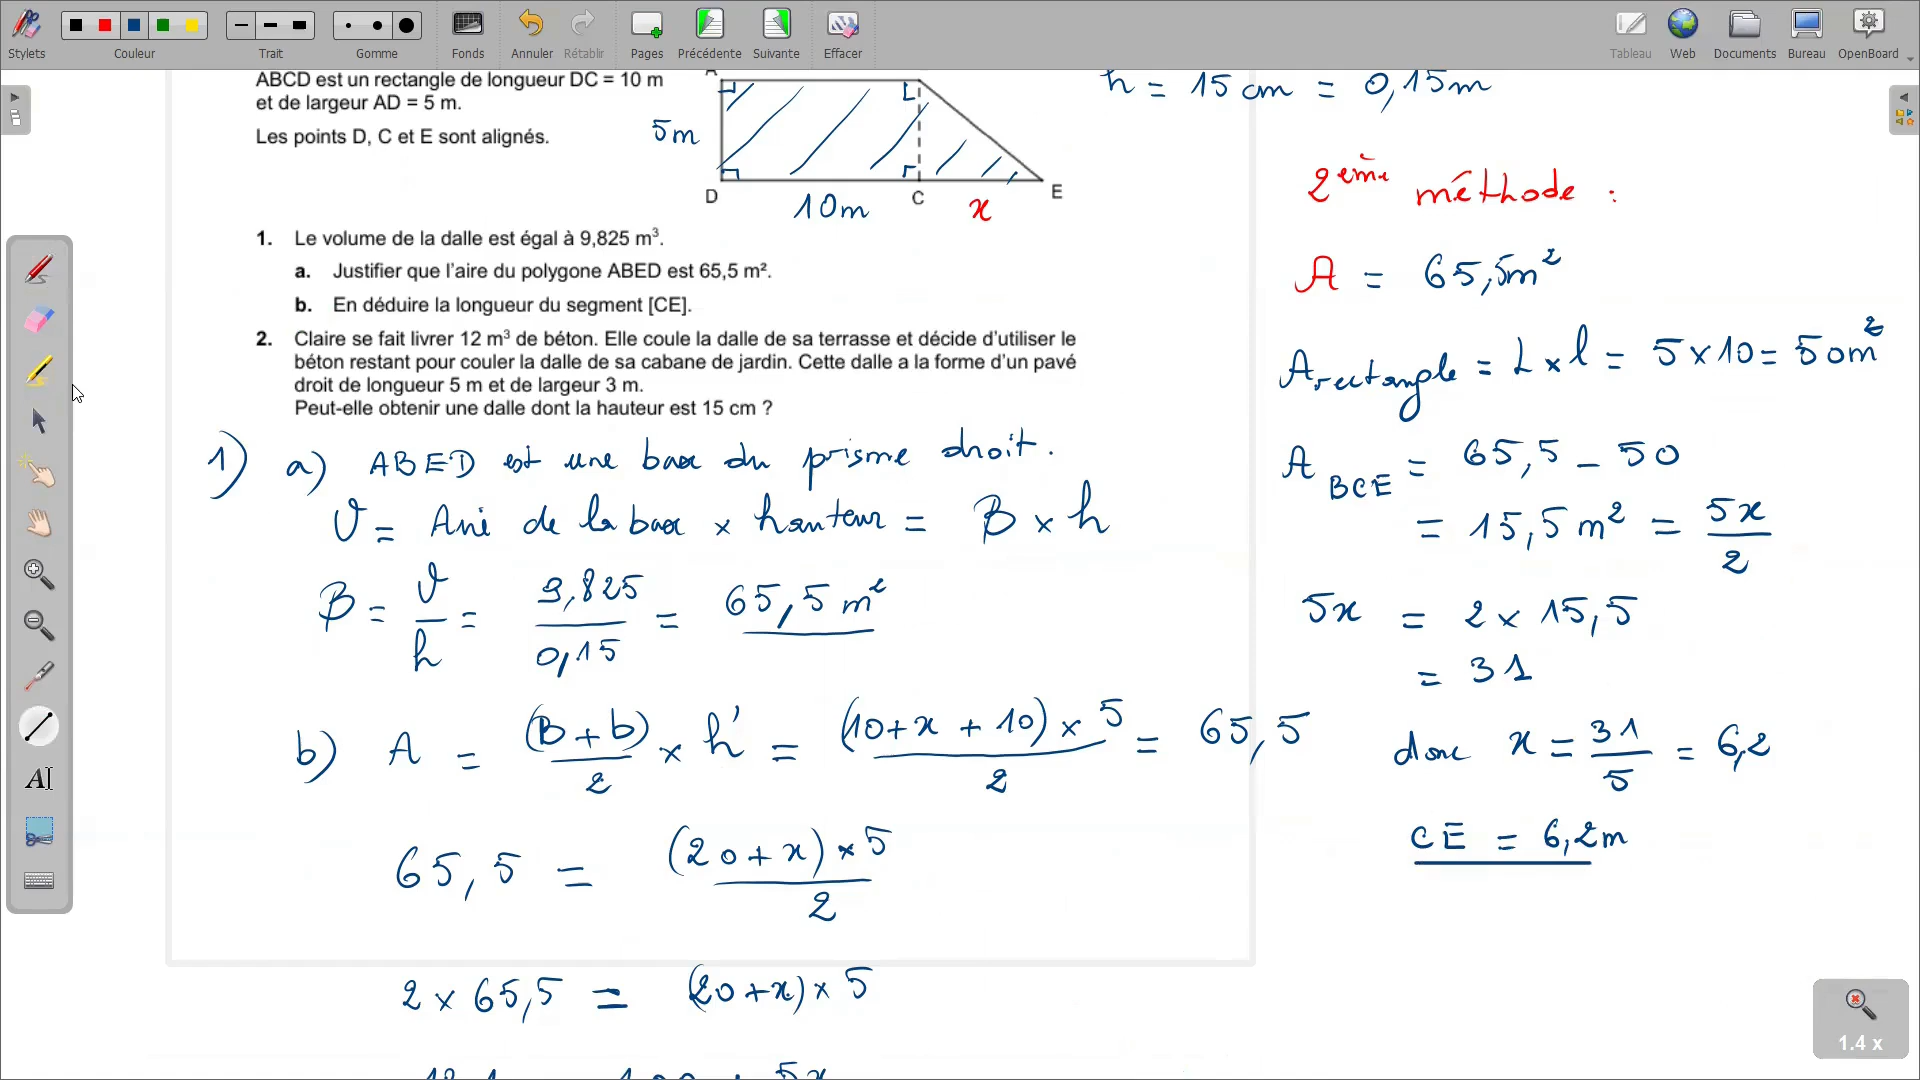 Stylets Couleur Trait Gomme Fonds Annuler Rétablir Pages Précédente Suivante Effacer Tableau Web Documents Bureau OpenBoard
ABCD est un rectangle de longueur DC = 10 m
et de largeur AD = 5 m.
Les points D, C et E sont alignés.
5m
D
10m
C
x
E
1. Le volume de la dalle est égal à 9,825 m³.
a. Justifier que l'aire du polygone ABED est 65,5 m².
b. En déduire la longueur du segment [CE].
2. Claire se fait livrer 12 m³ de béton. Elle coule la dalle de sa terrasse et décide d'utiliser le
béton restant pour couler la dalle de sa cabane de jardin. Cette dalle a la forme d'un pavé
droit de longueur 5 m et de largeur 3 m.
Peut-elle obtenir une dalle dont la hauteur est 15 cm ?
1) a) ABED est une base du prisme droit.
V = Aire de la base × hauteur = B × h
B = V/h = 9,825/0,15 = 65,5 m²
b) A = (B + b)/2 × h' = (10+x + 10) × 5/2 = 65,5
65,5 = (20+x) × 5/2
2 × 65,5 = (20+x) × 5
h = 15 cm = 0,15m
2ème méthode :
A = 65,5m²
A rectangle = L × l = 5 × 10 = 50m²
A BCE = 65,5 - 50
= 15,5 m² = 5x/2
5x = 2 × 15,5
= 31
donc x = 31/5 = 6,2
CE = 6,2m
1.4 x